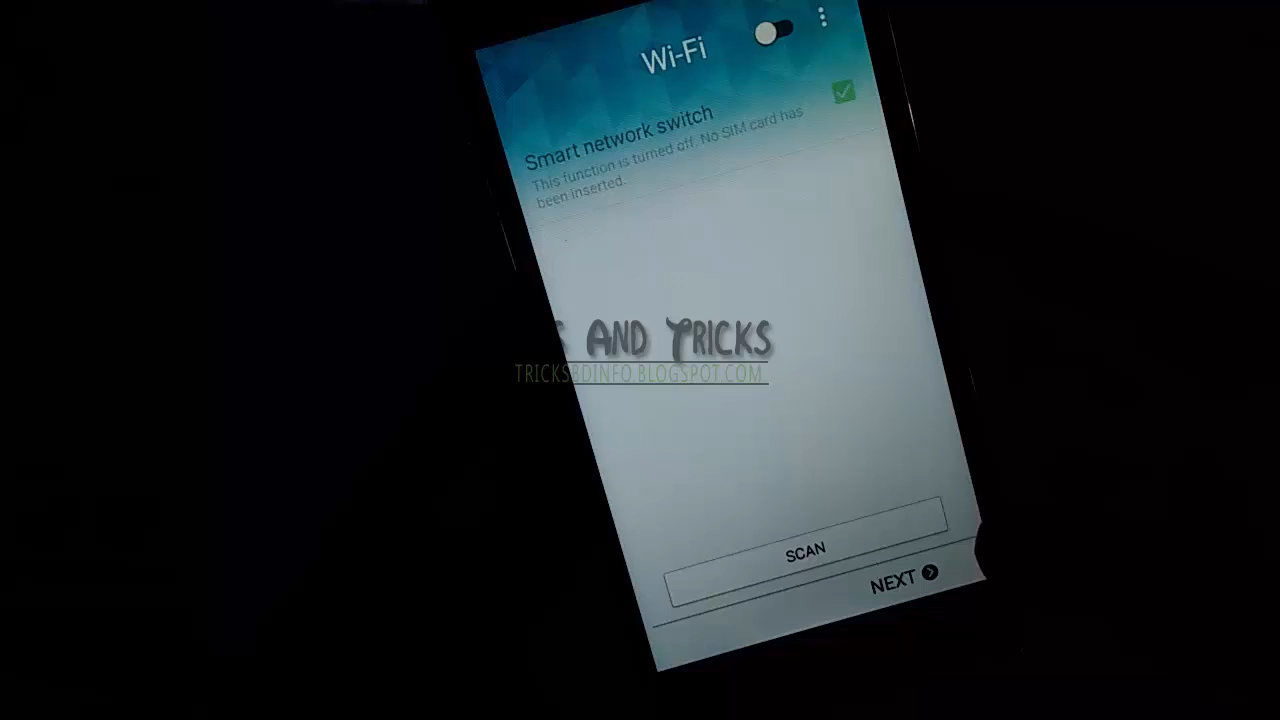 Wi-Fi
Smart network switch
This function is turned off. No SIM card has
been inserted.
And Tricks
TRICKSBDINFO.BLOGSPOT.COM
SCAN
NEXT